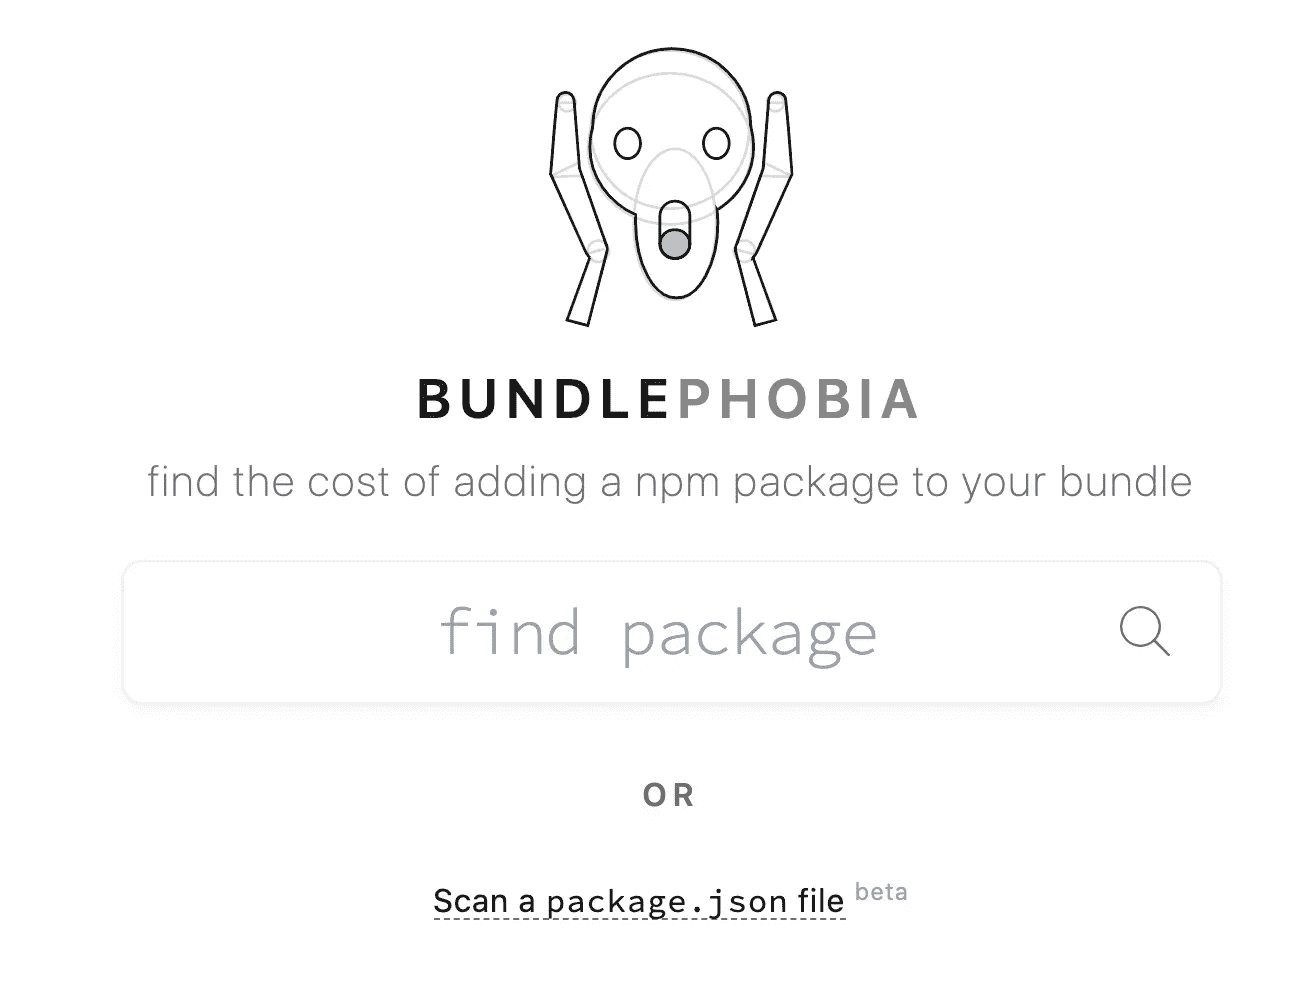 BUNDLEPHOBIA
find the cost of adding a npm package to your bundle
find package
OR
Scan a package.json file beta